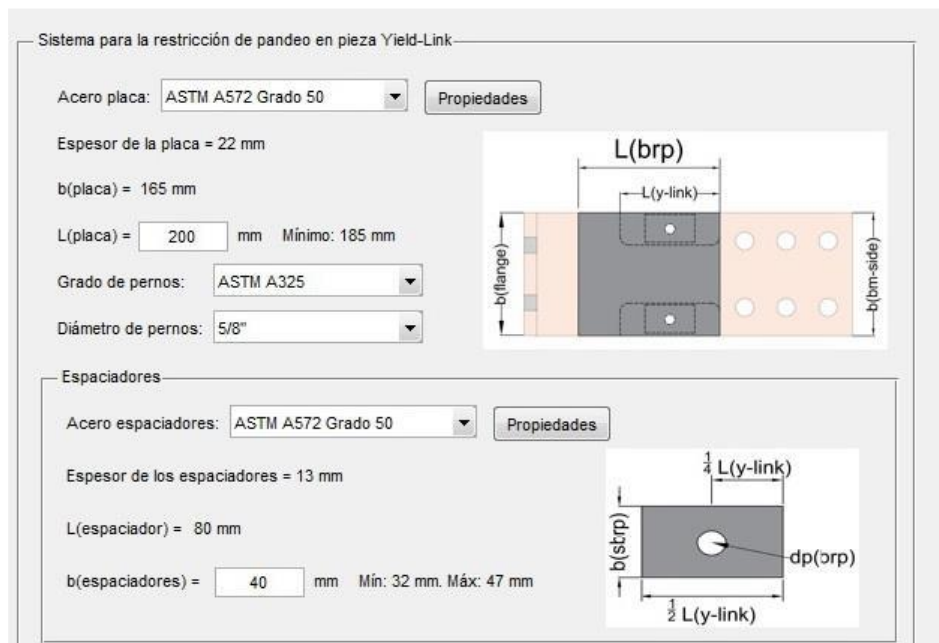 Sistema para la restricción de pandeo en pieza Yield-Link
Acero placa: ASTM A572 Grado 50 Propiedades
Espesor de la placa = 22 mm
b(placa) = 165 mm
L(placa) = 200 mm Mínimo: 185 mm
Grado de pernos: ASTM A325
Diámetro de pernos: 5/8"
L(brp)
L(y-link)
b(flange)
b(bm-side)
Espaciadores
Acero espaciadores: ASTM A572 Grado 50 Propiedades
Espesor de los espaciadores = 13 mm
L(espaciador) = 80 mm
b(espaciadores) = 40 mm Mín: 32 mm. Máx: 47 mm
1/4 L(y-link)
b(sbrp)
dp(brp)
1/2 L(y-link)